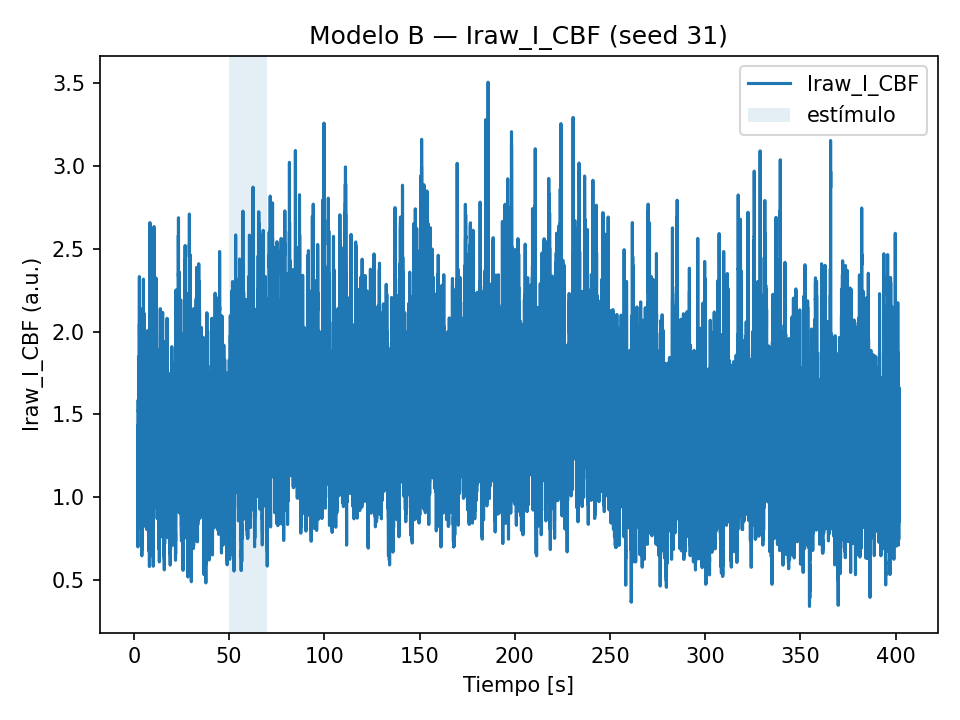 Modelo B — Iraw_I_CBF (seed 31)
Iraw_I_CBF
estímulo
3.5
3.0
2.5
2.0
1.5
1.0
0.5
Iraw_I_CBF (a.u.)
0 50 100 150 200 250 300 350 400
Tiempo [s]